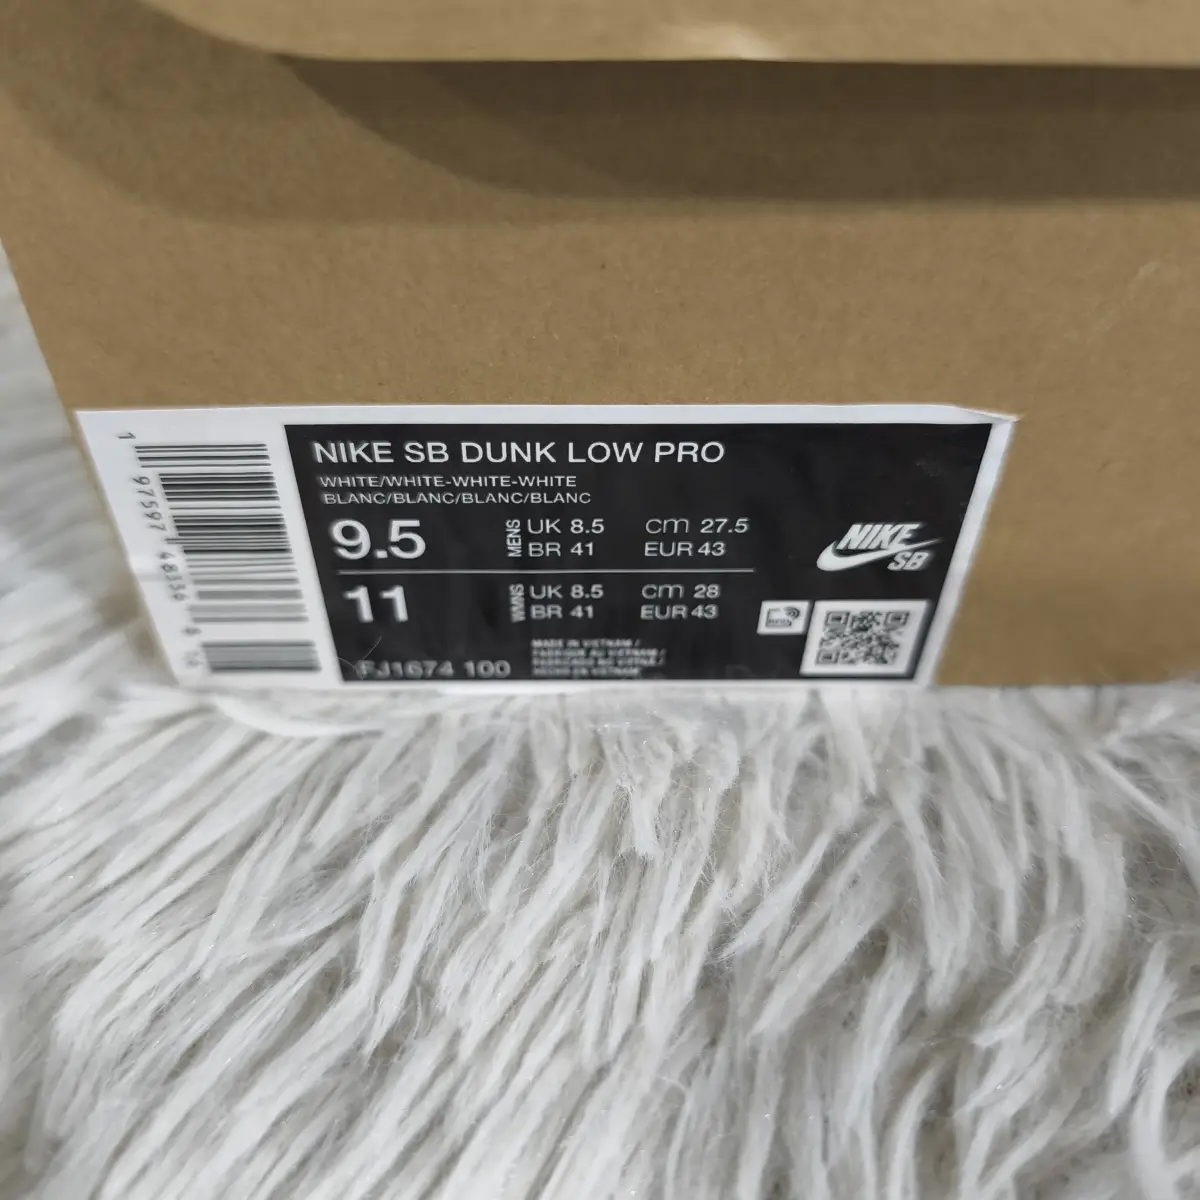 NIKE SB DUNK LOW PRO
WHITE/WHITE-WHITE-WHITE
BLANC/BLANC/BLANC/BLANC
9.5 MENS UK 8.5 cm 27.5
BR 41 EUR 43
11 WMNS UK 8.5 cm 28
BR 41 EUR 43
FJ1674 100
MADE IN VIETNAM /
FABRIQUE AU VIETNAM /
NIKE
SB